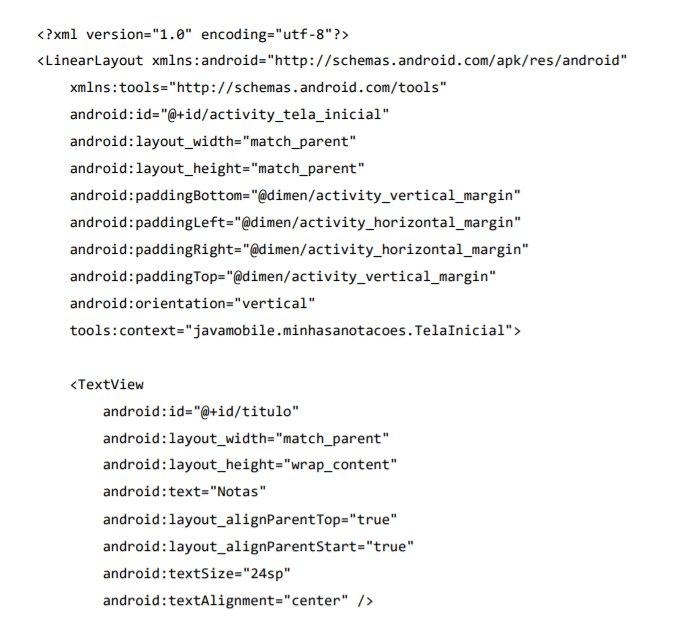 <?xml version="1.0" encoding="utf-8"?>
<LinearLayout xmlns:android="http://schemas.android.com/apk/res/android"
    xmlns:tools="http://schemas.android.com/tools"
    android:id="@+id/activity_tela_inicial"
    android:layout_width="match_parent"
    android:layout_height="match_parent"
    android:paddingBottom="@dimen/activity_vertical_margin"
    android:paddingLeft="@dimen/activity_horizontal_margin"
    android:paddingRight="@dimen/activity_horizontal_margin"
    android:paddingTop="@dimen/activity_vertical_margin"
    android:orientation="vertical"
    tools:context="javamobile.minhasanotacoes.TelaInicial">

    <TextView
        android:id="@+id/titulo"
        android:layout_width="match_parent"
        android:layout_height="wrap_content"
        android:text="Notas"
        android:layout_alignParentTop="true"
        android:layout_alignParentStart="true"
        android:textSize="24sp"
        android:textAlignment="center" />